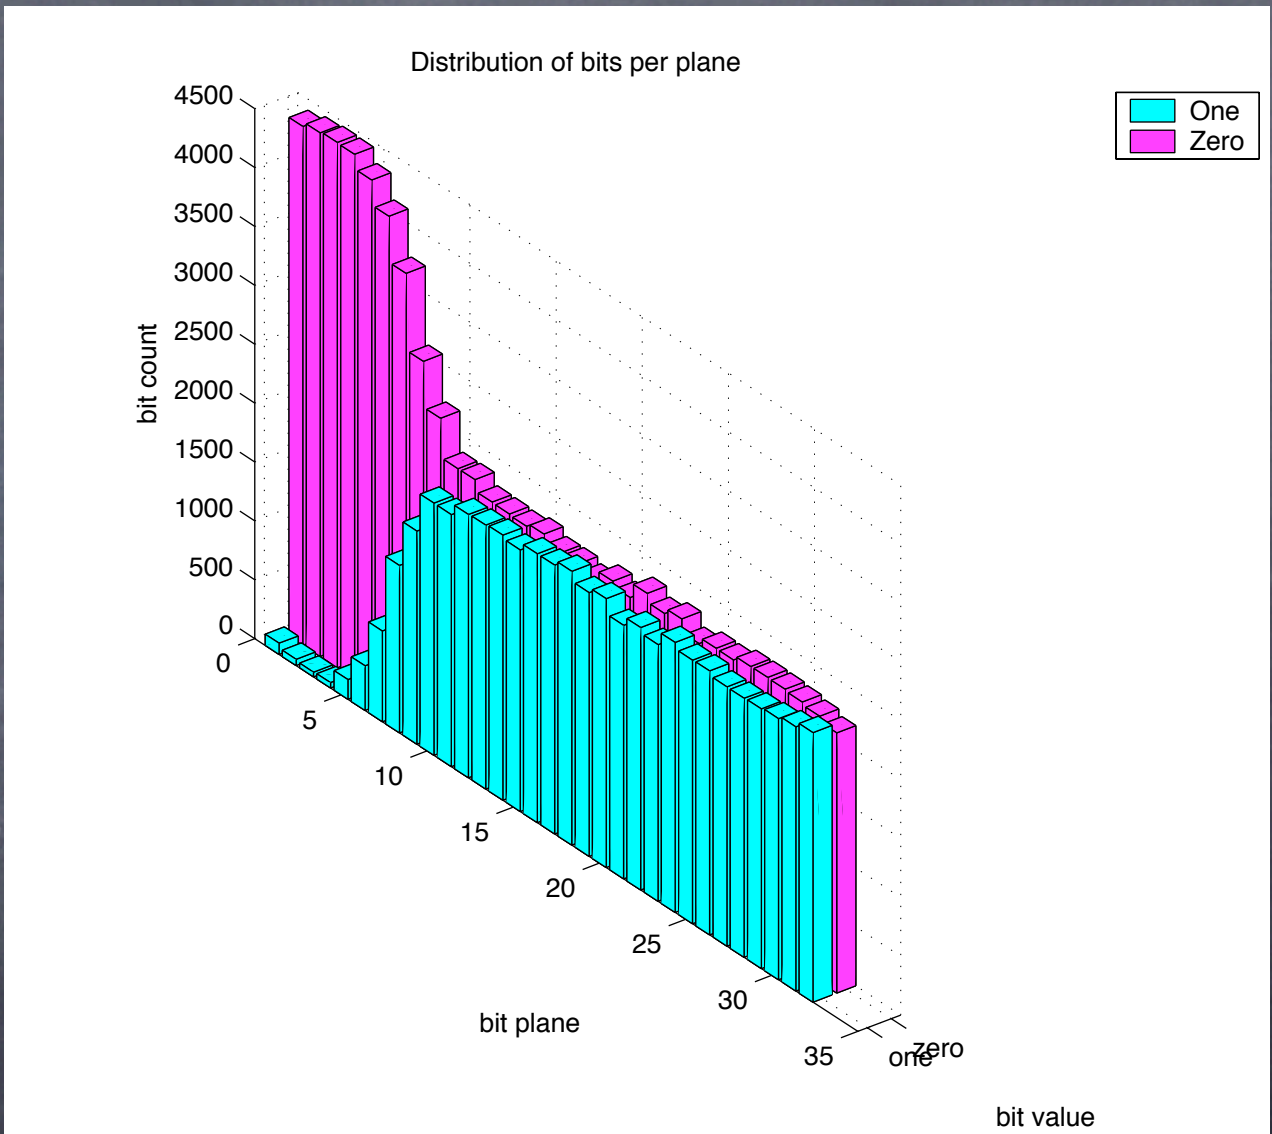 Distribution of bits per plane
One
Zero
4500
4000
3500
3000
2500
2000
1500
1000
500
0
bit count
0
5
10
15
20
25
30
35
bit plane
one
zero
bit value